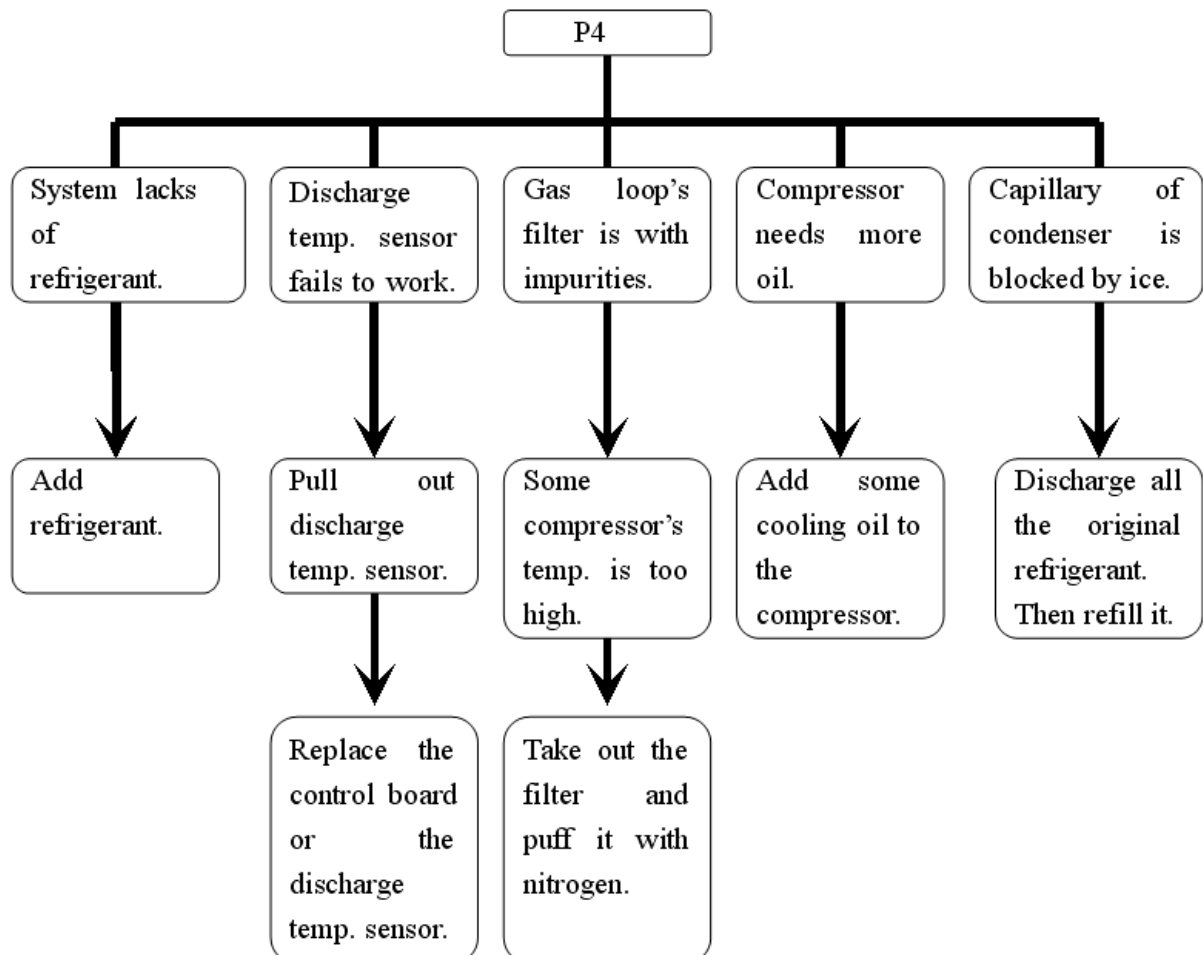 P4
System lacks
of
refrigerant.
Discharge
temp. sensor
fails to work.
Gas loop’s
filter is with
impurities.
Compressor
needs more
oil.
Capillary of
condenser is
blocked by ice.
Add
refrigerant.
Pull out
discharge
temp. sensor.
Some
compressor’s
temp. is too
high.
Add some
cooling oil to
the
compressor.
Discharge all
the original
refrigerant.
Then refill it.
Replace the
control board
or the
discharge
temp. sensor.
Take out the
filter and
puff it with
nitrogen.